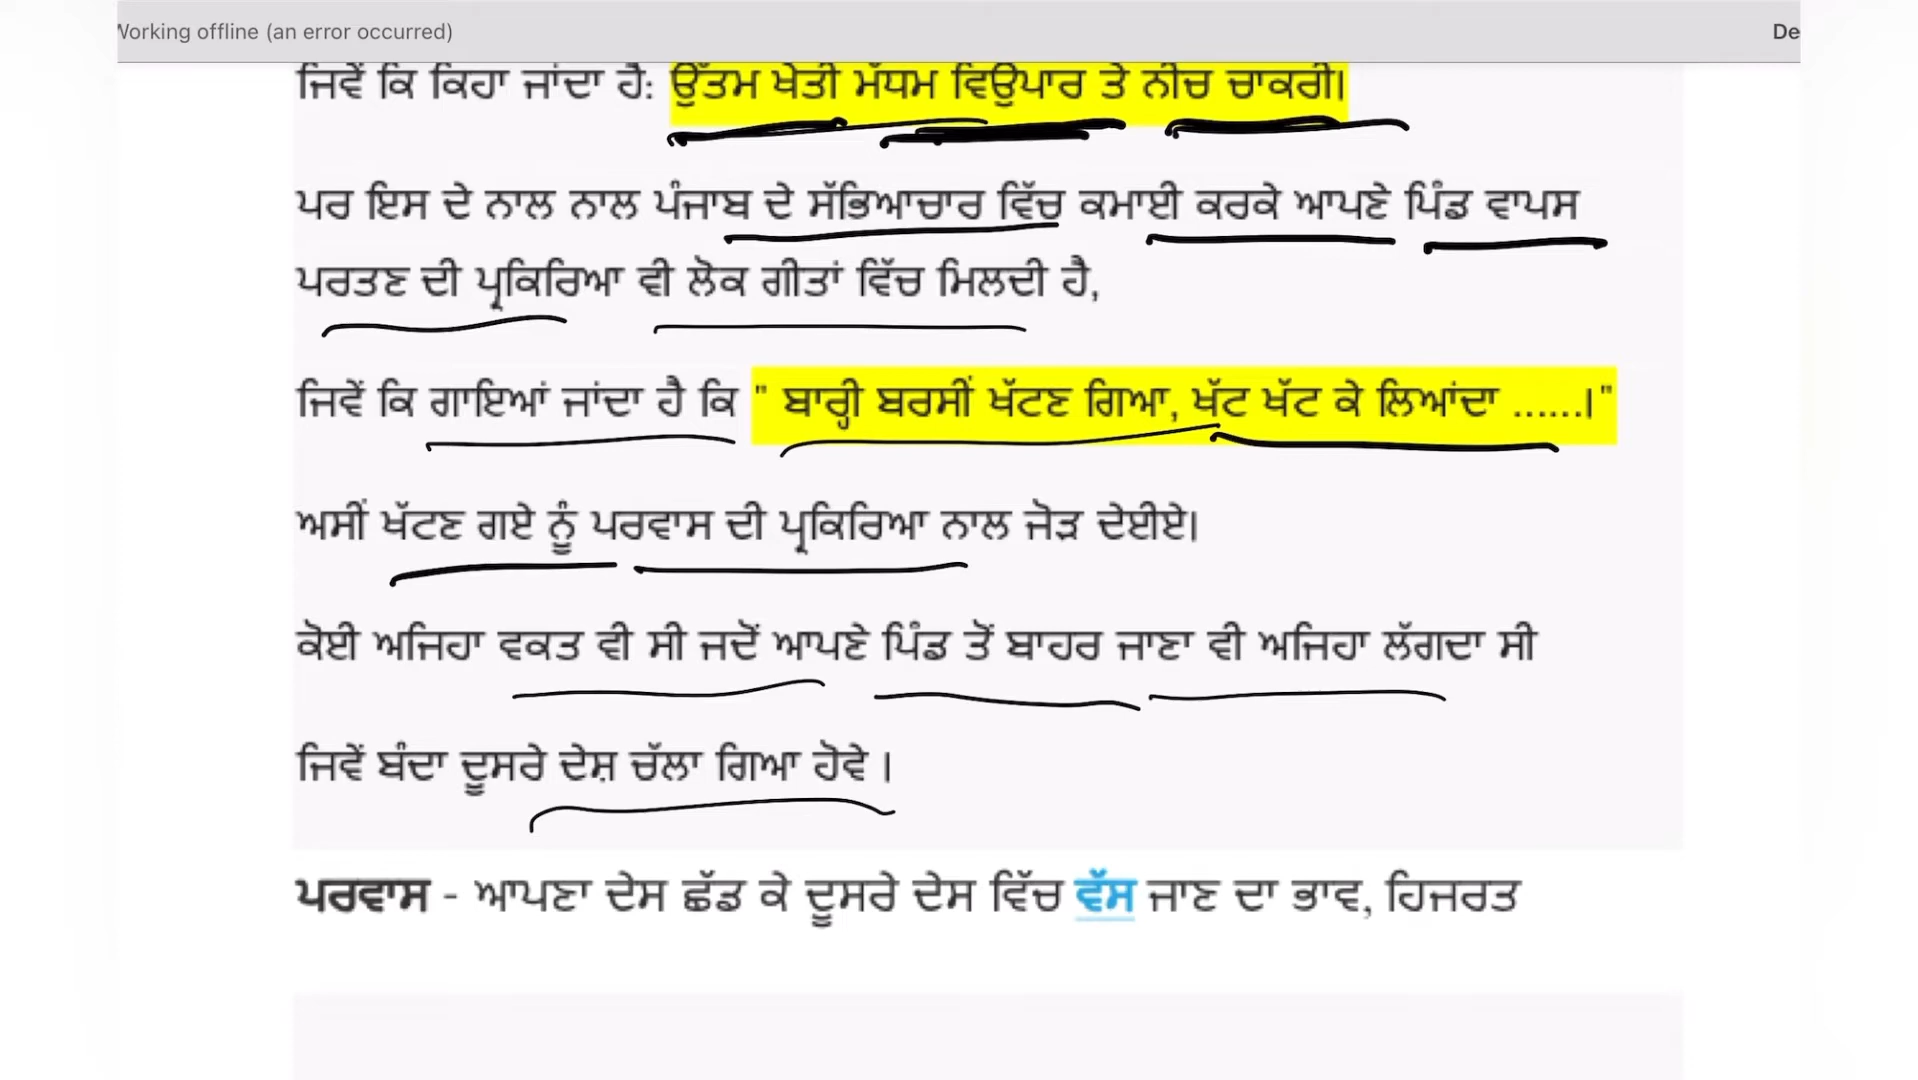 Working offline (an error occurred)
De
ਜਿਵੇਂ ਕਿ ਕਿਹਾ ਜਾਂਦਾ ਹੈ: ਉੱਤਮ ਖੇਤੀ ਮੱਧਮ ਵਿਉਪਾਰ ਤੇ ਨੀਚ ਚਾਕਰੀ।
ਪਰ ਇਸ ਦੇ ਨਾਲ ਨਾਲ ਪੰਜਾਬ ਦੇ ਸੱਭਿਆਚਾਰ ਵਿੱਚ ਕਮਾਈ ਕਰਕੇ ਆਪਣੇ ਪਿੰਡ ਵਾਪਸ
ਪਰਤਣ ਦੀ ਪ੍ਰਕਿਰਿਆ ਵੀ ਲੋਕ ਗੀਤਾਂ ਵਿੱਚ ਮਿਲਦੀ ਹੈ,
ਜਿਵੇਂ ਕਿ ਗਾਇਆਂ ਜਾਂਦਾ ਹੈ ਕਿ " ਬਾਰ੍ਹੀ ਬਰਸੀਂ ਖੱਟਣ ਗਿਆ, ਖੱਟ ਖੱਟ ਕੇ ਲਿਆਂਦਾ ......।"
ਅਸੀਂ ਖੱਟਣ ਗਏ ਨੂੰ ਪਰਵਾਸ ਦੀ ਪ੍ਰਕਿਰਿਆ ਨਾਲ ਜੋੜ ਦੇਈਏ।
ਕੋਈ ਅਜਿਹਾ ਵਕਤ ਵੀ ਸੀ ਜਦੋਂ ਆਪਣੇ ਪਿੰਡ ਤੋਂ ਬਾਹਰ ਜਾਣਾ ਵੀ ਅਜਿਹਾ ਲੱਗਦਾ ਸੀ
ਜਿਵੇਂ ਬੰਦਾ ਦੂਸਰੇ ਦੇਸ਼ ਚੱਲਾ ਗਿਆ ਹੋਵੇ ।
ਪਰਵਾਸ - ਆਪਣਾ ਦੇਸ ਛੱਡ ਕੇ ਦੂਸਰੇ ਦੇਸ ਵਿੱਚ ਵੱਸ ਜਾਣ ਦਾ ਭਾਵ, ਹਿਜਰਤ